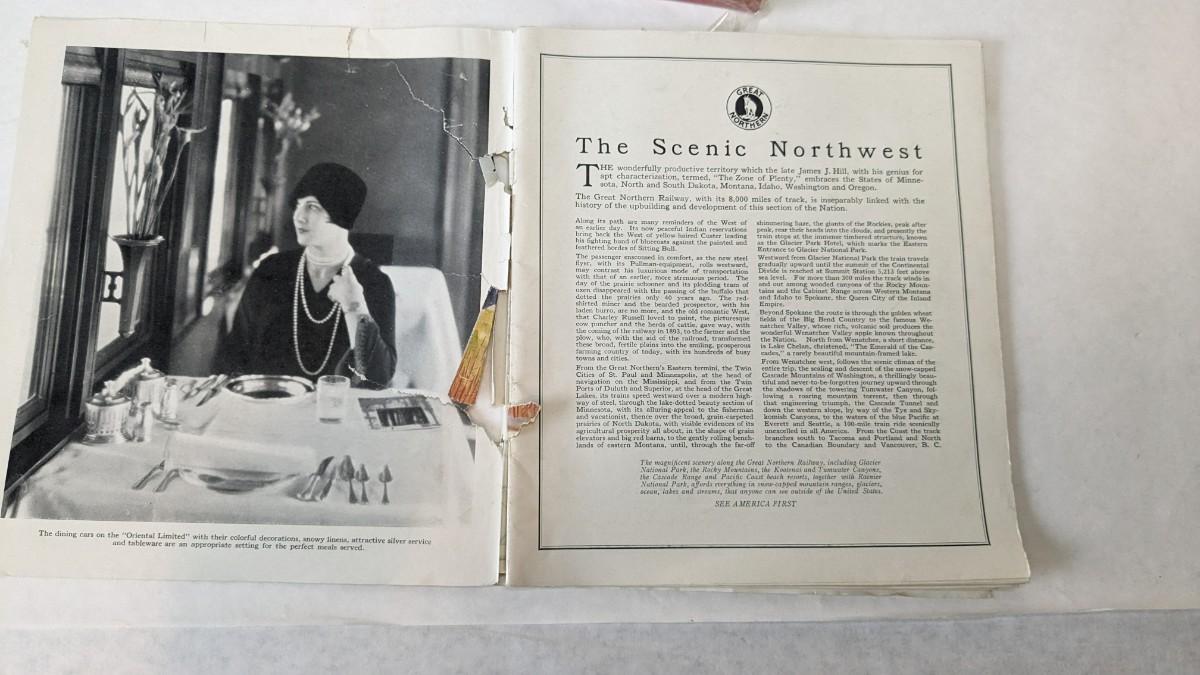 The dining cars on the "Oriental Limited" with their colorful decorations, snowy linens, attractive silver service
and tableware are an appropriate setting for the perfect meals served.
GREAT
NORTHERN
The Scenic Northwest
THE wonderfully productive territory which the late James J. Hill, with his genius for
apt characterization, termed, "The Zone of Plenty," embraces the States of Minne-
sota, North and South Dakota, Montana, Idaho, Washington and Oregon.
The Great Northern Railway, with its 8,000 miles of track, is inseparably linked with the
history of the upbuilding and development of this section of the Nation.
Along its path are many reminders of the West of
an earlier day. Its now peaceful Indian reservations
bring back the West of yellow-haired Custer leading
his fighting band of bluecoats against the painted and
feathered hordes of Sitting Bull.
The passenger ensconsed in comfort, as the new steel
flyer, with its Pullman-equipment, rolls westward,
may contrast his luxurious mode of transportation
with that of an earlier, more strenuous period. The
day of the prairie schooner and its plodding team of
oxen disappeared with the passing of the buffalo that
dotted the prairies only 40 years ago. The red-
shirted miner and the bearded prospector, with his
laden burro, are no more, and the old romantic West,
that Charley Russell loved to paint, the picturesque
cow puncher and the herds of cattle, gave way, with
the coming of the railway in 1893, to the farmer and the
plow, who, with the aid of the railroad, transformed
these broad, fertile plains into the smiling, prosperous
farming country of today, with its hundreds of busy
towns and cities.
From the Great Northern's Eastern termini, the Twin
Cities of St. Paul and Minneapolis, at the head of
navigation on the Mississippi, and from the Twin
Ports of Duluth and Superior, at the head of the Great
Lakes, its trains speed westward over a modern high-
way of steel, through the lake-dotted beauty section of
Minnesota, with its alluring appeal to the fisherman
and vacationist, thence over the broad, grain-carpeted
prairies of North Dakota, with visible evidences of its
agricultural prosperity all about, in the shape of grain
elevators and big red barns, to the gently rolling bench-
lands of eastern Montana, until, through the far-off
shimmering haze, the giants of the Rockies, peak after
peak, rear their heads into the clouds, and presently the
train stops at the immense timbered structure, known
as the Glacier Park Hotel, which marks the Eastern
Entrance to Glacier National Park.
Westward from Glacier National Park the train travels
gradually upward until the summit of the Continental
Divide is reached at Summit Station 5,213 feet above
sea level. For more than 300 miles the track winds in
and out among wooded canyons of the Rocky Moun-
tains and the Cabinet Range across Western Montana
and Idaho to Spokane, the Queen City of the Inland
Empire.
Beyond Spokane the route is through the golden wheat
fields of the Big Bend Country to the famous We-
natchee Valley, whose rich, volcanic soil produces the
wonderful Wenatchee Valley apple known throughout
the Nation. North from Wenatchee, a short distance,
is Lake Chelan, christened, "The Emerald of the Cas-
cades," a rarely beautiful mountain-framed lake.
From Wenatchee west, follows the scenic climax of the
entire trip, the scaling and descent of the snow-capped
Cascade Mountains of Washington, a thrillingly beau-
tiful and never-to-be-forgotten journey upward through
the shadows of the towering Tumwater Canyon, fol-
lowing a roaring mountain torrent, then through
that engineering triumph, the Cascade Tunnel and
down the western slope, by way of the Tye and Sky-
komish Canyons, to the waters of the blue Pacific at
Everett and Seattle, a 100-mile train ride scenically
unexcelled in all America. From the Coast the track
branches south to Tacoma and Portland and North
to the Canadian Boundary and Vancouver, B. C.
The magnificent scenery along the Great Northern Railway, including Glacier
National Park, the Rocky Mountains, the Kootenai and Tumwater Canyons,
the Cascade Range and Pacific Coast beach resorts, together with Rainier
National Park, affords everything in snow-capped mountain ranges, glaciers,
ocean, lakes and streams, that anyone can see outside of the United States.
SEE AMERICA FIRST